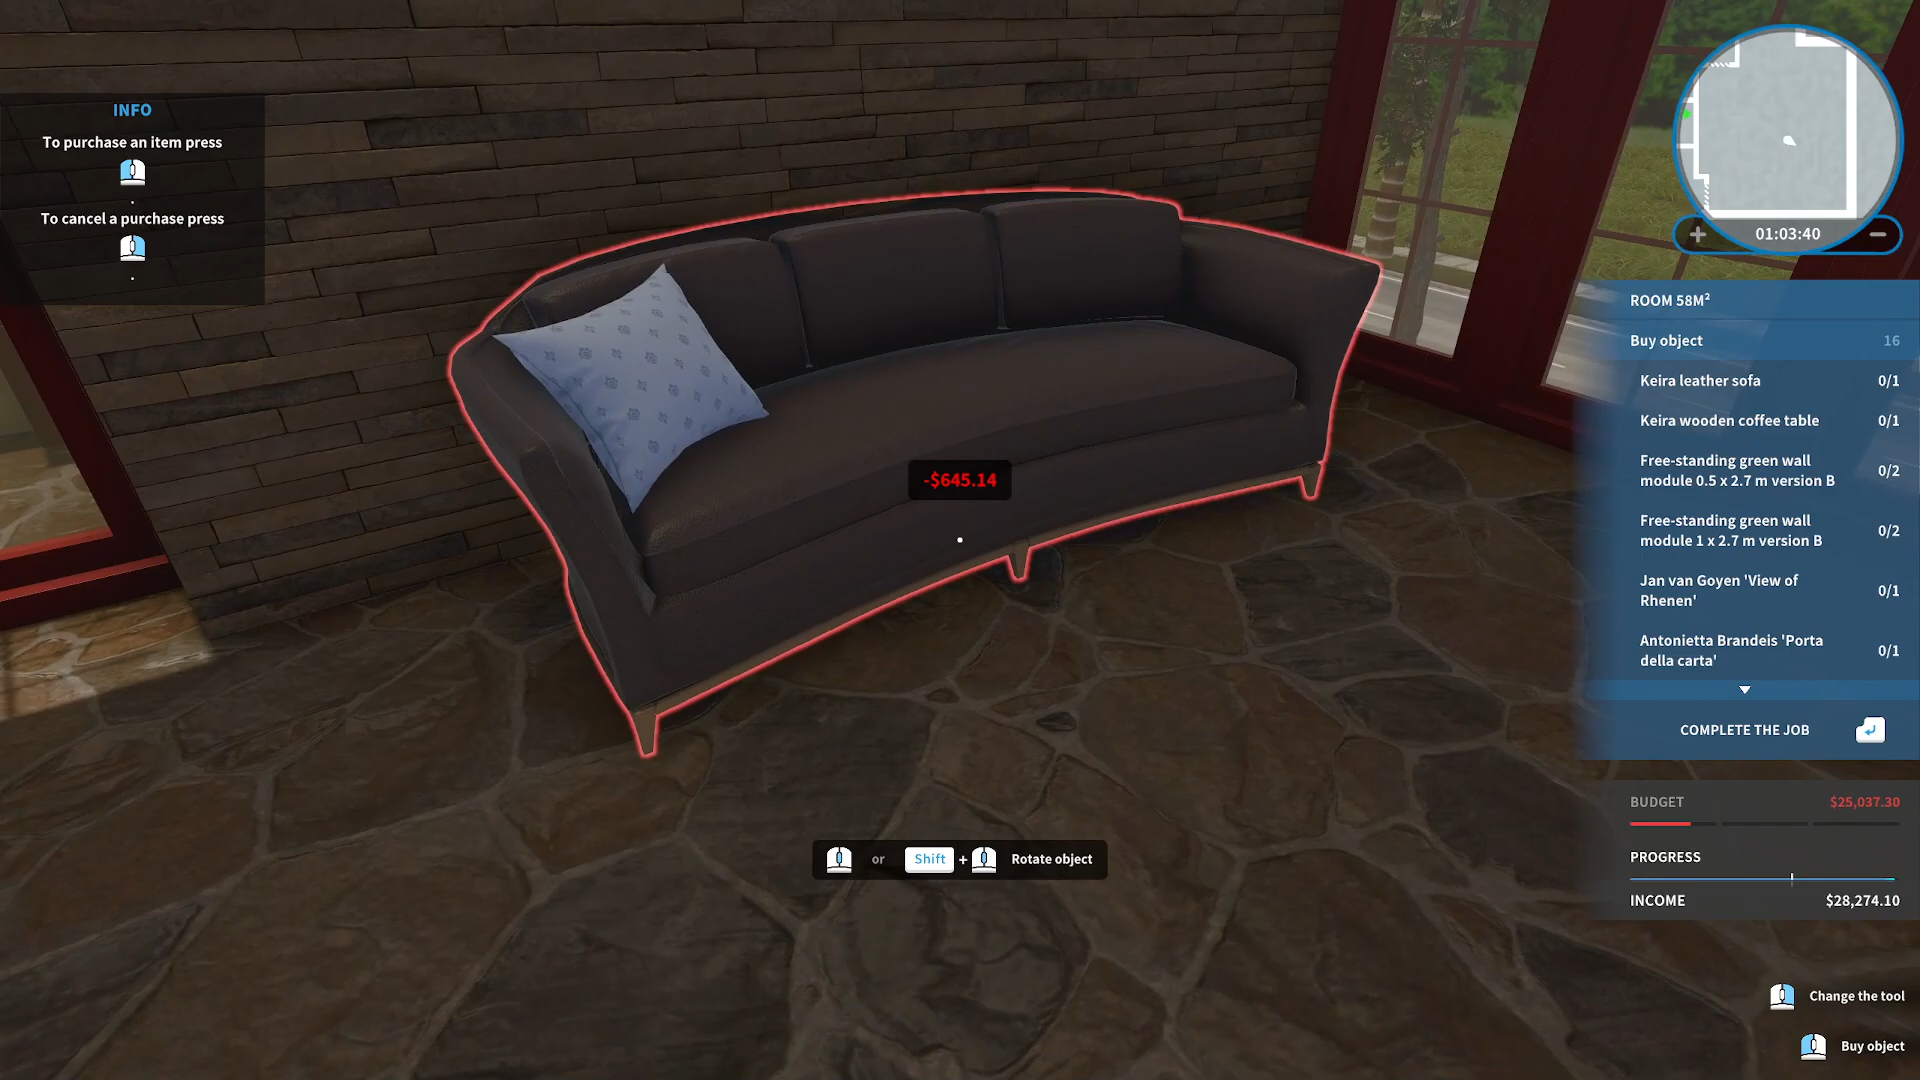 INFO
To purchase an item press
.
To cancel a purchase press
.
-$645.14
or Shift + Rotate object
+ 01:03:40 −
ROOM 58M²
Buy object 16
Keira leather sofa 0/1
Keira wooden coffee table 0/1
Free-standing green wall
module 0.5 x 2.7 m version B 0/2
Free-standing green wall
module 1 x 2.7 m version B 0/2
Jan van Goyen 'View of
Rhenen' 0/1
Antonietta Brandeis 'Porta
della carta' 0/1
COMPLETE THE JOB
BUDGET $25,037.30
PROGRESS
INCOME $28,274.10
Change the tool
Buy object